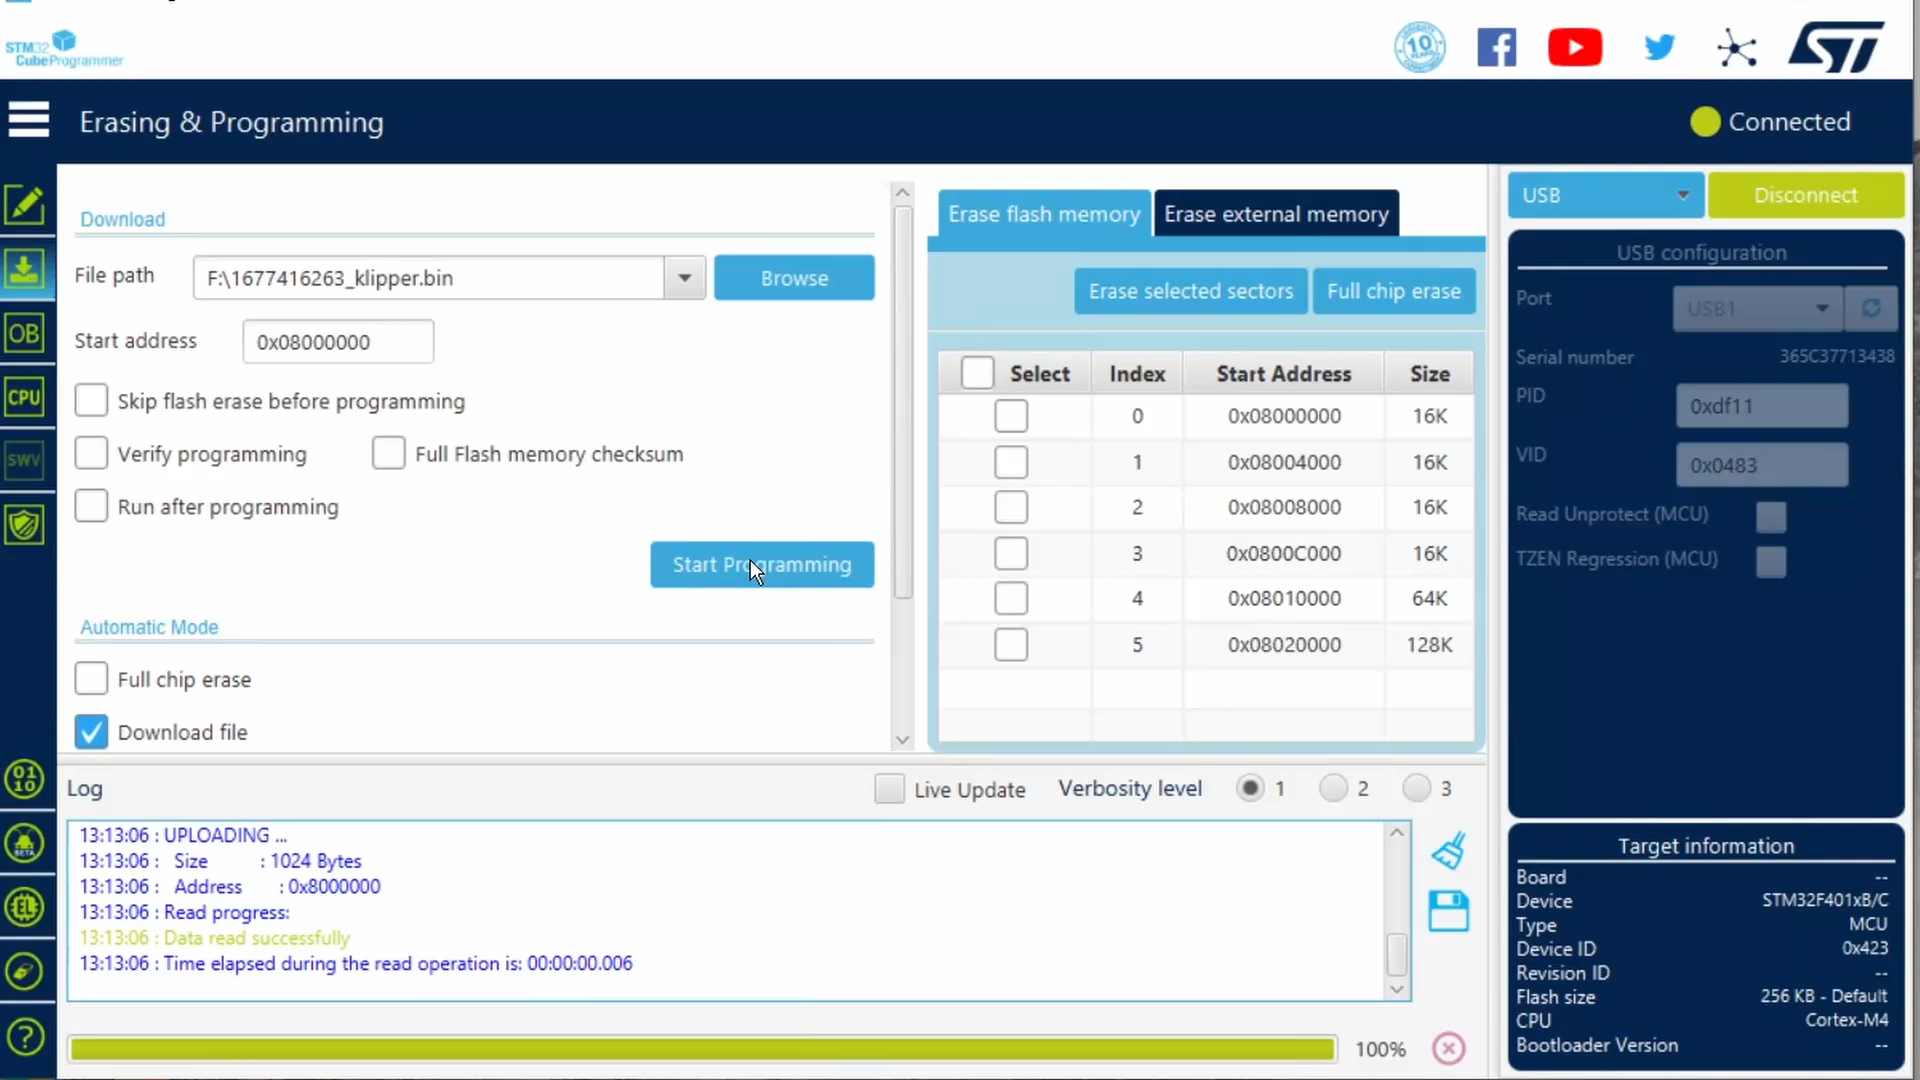 STM32
CubeProgrammer
10
ST
Erasing & Programming
Connected
Download
File path
F:\1677416263_klipper.bin
Browse
Start address
0x08000000
Skip flash erase before programming
Verify programming
Full Flash memory checksum
Run after programming
Start Programming
Automatic Mode
Full chip erase
Download file
OB
CPU
SWV
Erase flash memory
Erase external memory
Erase selected sectors
Full chip erase
Select Index Start Address Size
0 0x08000000 16K
1 0x08004000 16K
2 0x08008000 16K
3 0x0800C000 16K
4 0x08010000 64K
5 0x08020000 128K
USB
Disconnect
USB configuration
Port USB1
Serial number 365C37713438
PID 0xdf11
VID 0x0483
Read Unprotect (MCU)
TZEN Regression (MCU)
01
10
BETA
EL
?
Log
Live Update
Verbosity level 1 2 3
13:13:06 : UPLOADING ...
13:13:06 : Size : 1024 Bytes
13:13:06 : Address : 0x8000000
13:13:06 : Read progress:
13:13:06 : Data read successfully
13:13:06 : Time elapsed during the read operation is: 00:00:00.006
100%
Target information
Board --
Device STM32F401xB/C
Type MCU
Device ID 0x423
Revision ID --
Flash size 256 KB - Default
CPU Cortex-M4
Bootloader Version --